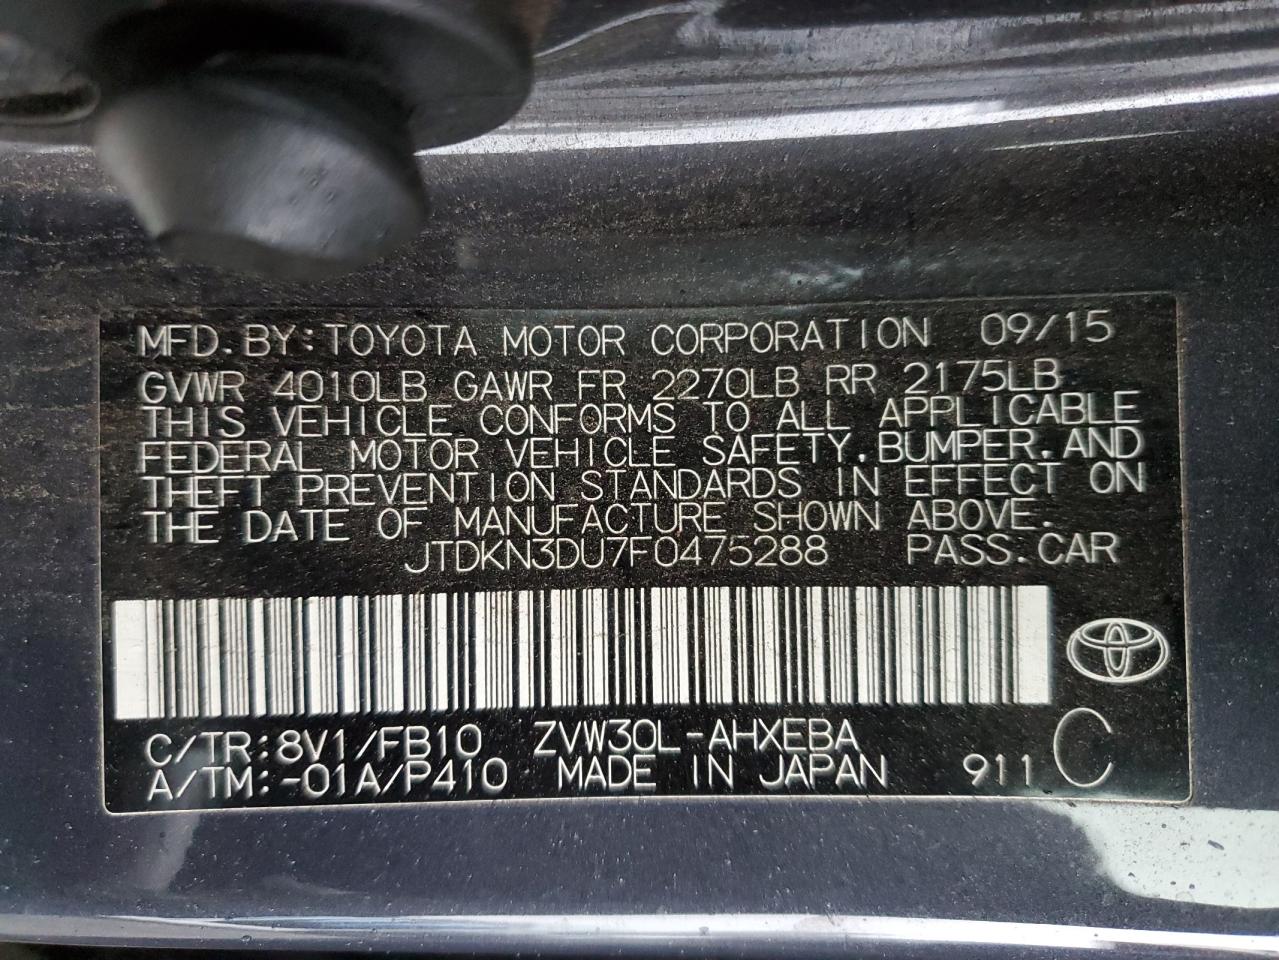 MFD. BY: TOYOTA MOTOR CORPORATION 09/15
GVWR 4010LB GAWR FR 2270LB RR 2175LB
THIS VEHICLE CONFORMS TO ALL APPLICABLE
FEDERAL MOTOR VEHICLE SAFETY, BUMPER, AND
THEFT PREVENTION STANDARDS IN EFFECT ON
THE DATE OF MANUFACTURE SHOWN ABOVE.
JTDKN3DU7F0475288 PASS. CAR
C/TR: 8V1/FB10 ZVW30L-AHXEBA
A/TM: -01A/P410 MADE IN JAPAN 911 C